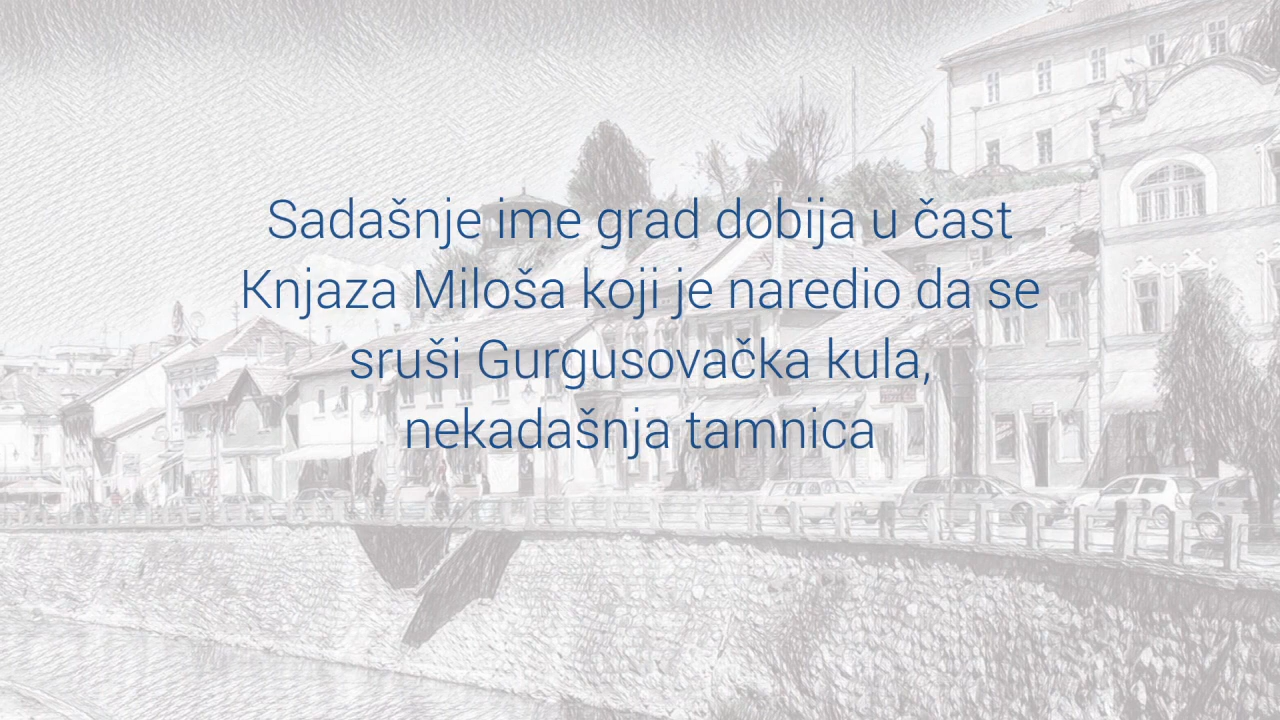 Sadašnje ime grad dobija u čast
Knjaza Miloša koji je naredio da se
sruši Gurgusovačka kula,
nekadašnja tamnica